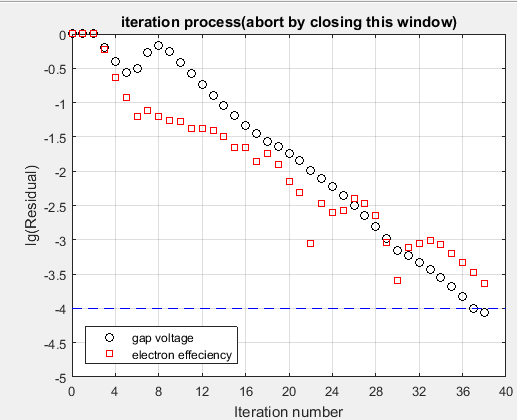 iteration process(abort by closing this window)
0
-0.5
-1
-1.5
-2
-2.5
-3
-3.5
-4
-4.5
-5
lg(Residual)
gap voltage
electron effeciency
0 4 8 12 16 20 24 28 32 36 40
Iteration number